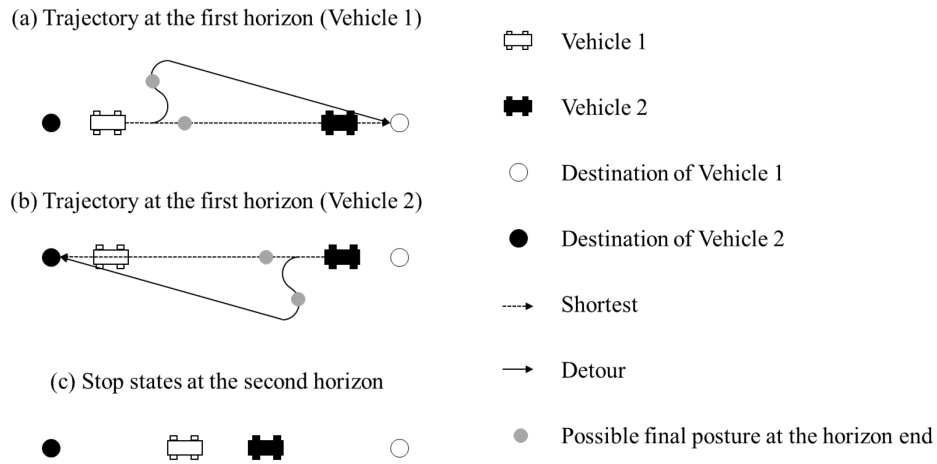 (a) Trajectory at the first horizon (Vehicle 1)
(b) Trajectory at the first horizon (Vehicle 2)
(c) Stop states at the second horizon
Vehicle 1
Vehicle 2
Destination of Vehicle 1
Destination of Vehicle 2
Shortest
Detour
Possible final posture at the horizon end